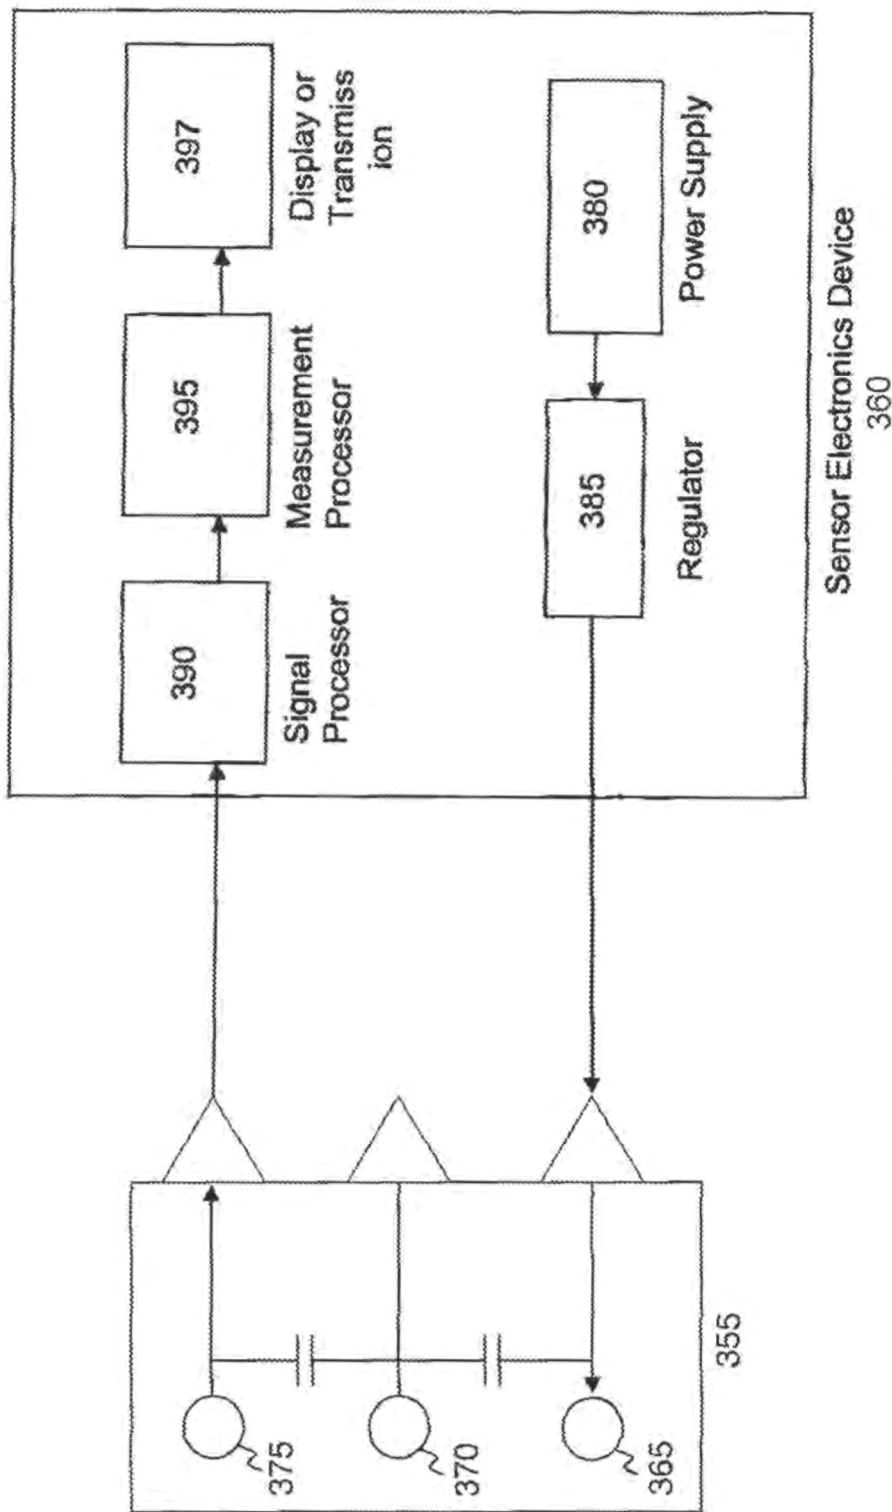 375
370
365
355
390
Signal
Processor
395
Measurement
Processor
397
Display or
Transmiss
ion
385
Regulator
380
Power Supply
Sensor Electronics Device
360